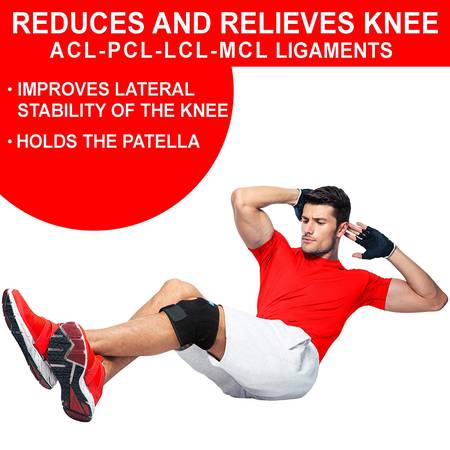 REDUCES AND RELIEVES KNEE
ACL-PCL-LCL-MCL LIGAMENTS
• IMPROVES LATERAL
STABILITY OF THE KNEE
• HOLDS THE PATELLA